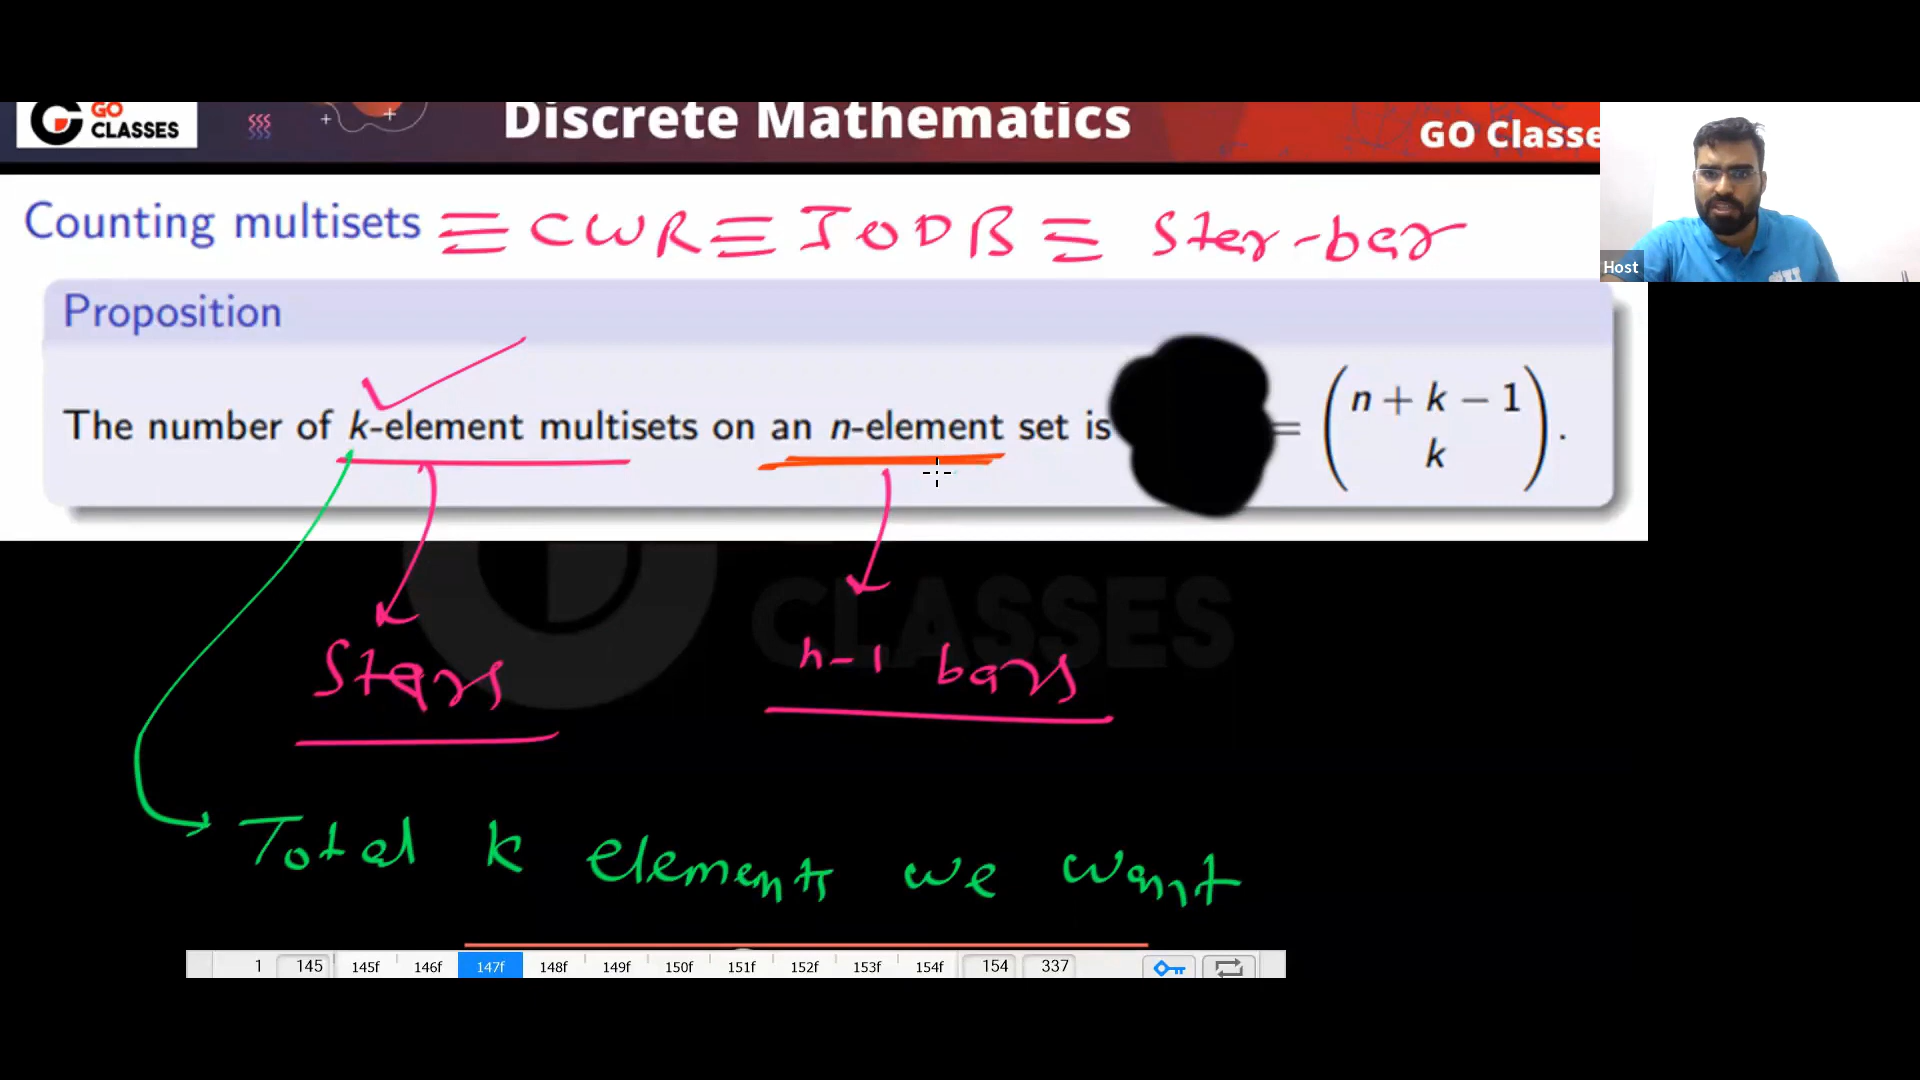 GO CLASSES
Discrete Mathematics
GO Classe
Host
Counting multisets ≡ CWR ≡ IODB ≡ Star-bar
Proposition
The number of k-element multisets on an n-element set is = (n + k − 1
k).
CLASSES
Stars
n-1 bars
Total k elements we want
1 145 145f 146f 147f 148f 149f 150f 151f 152f 153f 154f 154 337